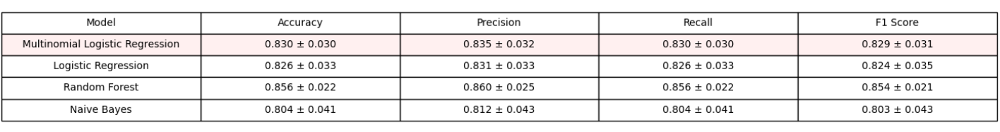 Model Accuracy Precision Recall F1 Score
Multinomial Logistic Regression 0.830 ± 0.030 0.835 ± 0.032 0.830 ± 0.030 0.829 ± 0.031
Logistic Regression 0.826 ± 0.033 0.831 ± 0.033 0.826 ± 0.033 0.824 ± 0.035
Random Forest 0.856 ± 0.022 0.860 ± 0.025 0.856 ± 0.022 0.854 ± 0.021
Naive Bayes 0.804 ± 0.041 0.812 ± 0.043 0.804 ± 0.041 0.803 ± 0.043